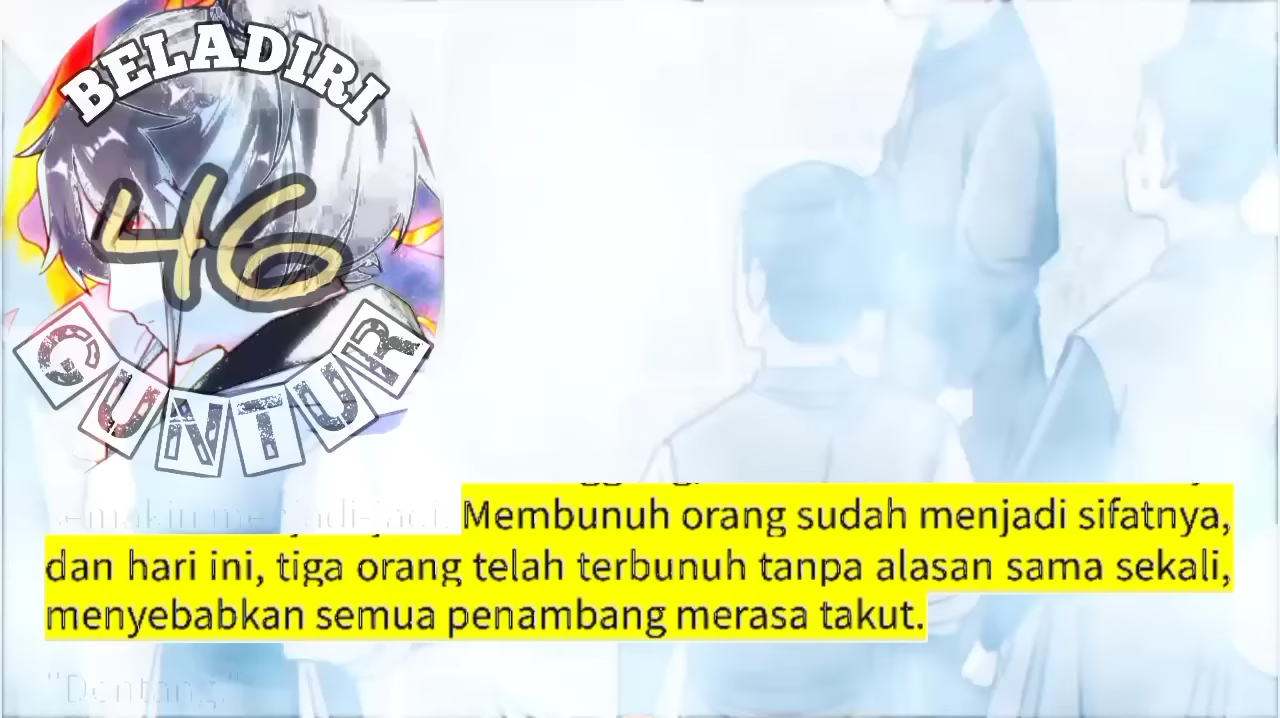 BELADIRI
46
GUNTUR
Membunuh orang sudah menjadi sifatnya,
dan hari ini, tiga orang telah terbunuh tanpa alasan sama sekali,
menyebabkan semua penambang merasa takut.